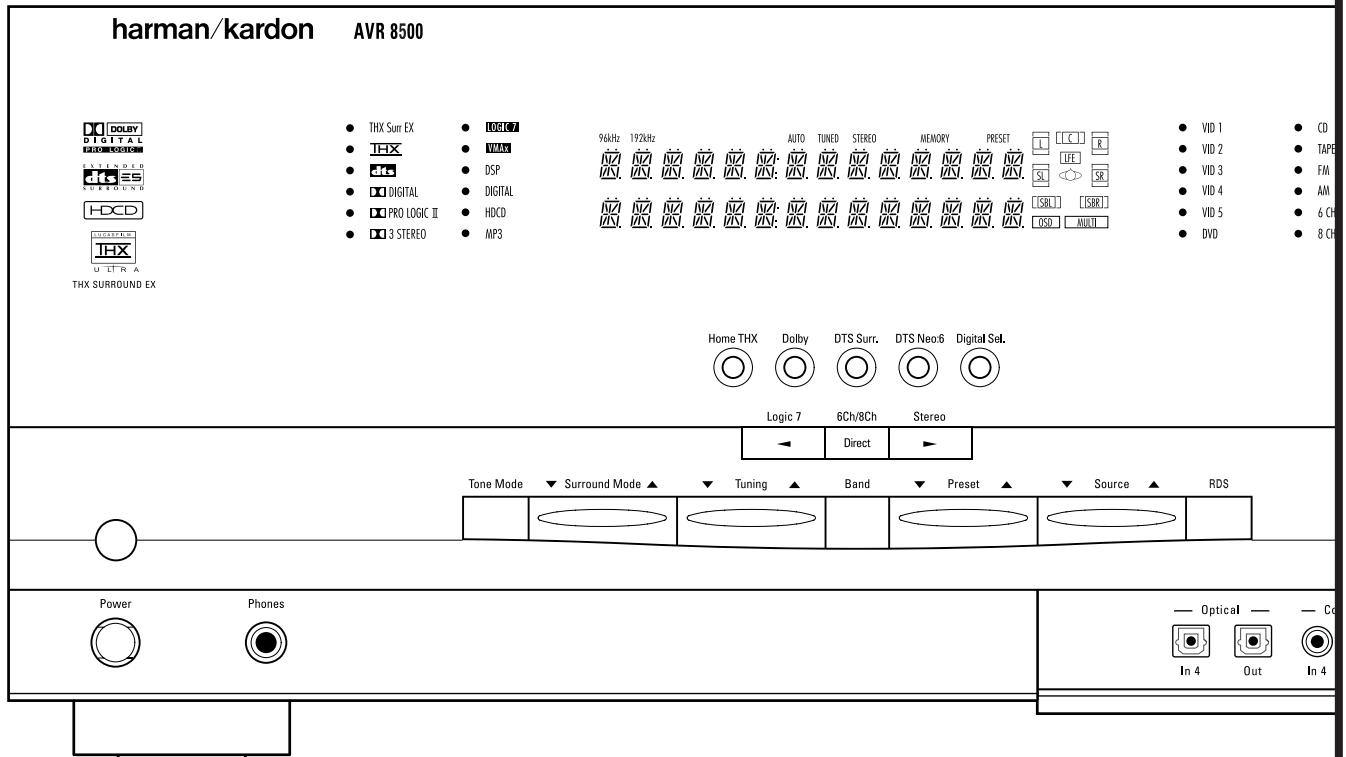 harman/kardon AVR 8500
DOLBY
DIGITAL
PRO LOGIC II
EXTENDED
dts ES
SURROUND
HDCD
LUCASFILM
THX
ULTRA
THX SURROUND EX
THX Surr EX
THX
dts
DIGITAL
PRO LOGIC II
3 STEREO
LOGIC 7
VMAx
DSP
DIGITAL
HDCD
MP3
96kHz 192kHz AUTO TUNED STEREO MEMORY PRESET
L C R
LFE
SL SR
SBL SBR
OSD MULTI
VID 1
VID 2
VID 3
VID 4
VID 5
DVD
CD
TAPE
FM
AM
6 CH
8 CH
Home THX Dolby DTS Surr. DTS Neo:6 Digital Sel.
Logic 7 6Ch/8Ch Stereo
◄ Direct ►
Tone Mode ▼ Surround Mode ▲ ▼ Tuning ▲ Band ▼ Preset ▲ ▼ Source ▲ RDS
Power Phones
Optical
In 4 Out In 4